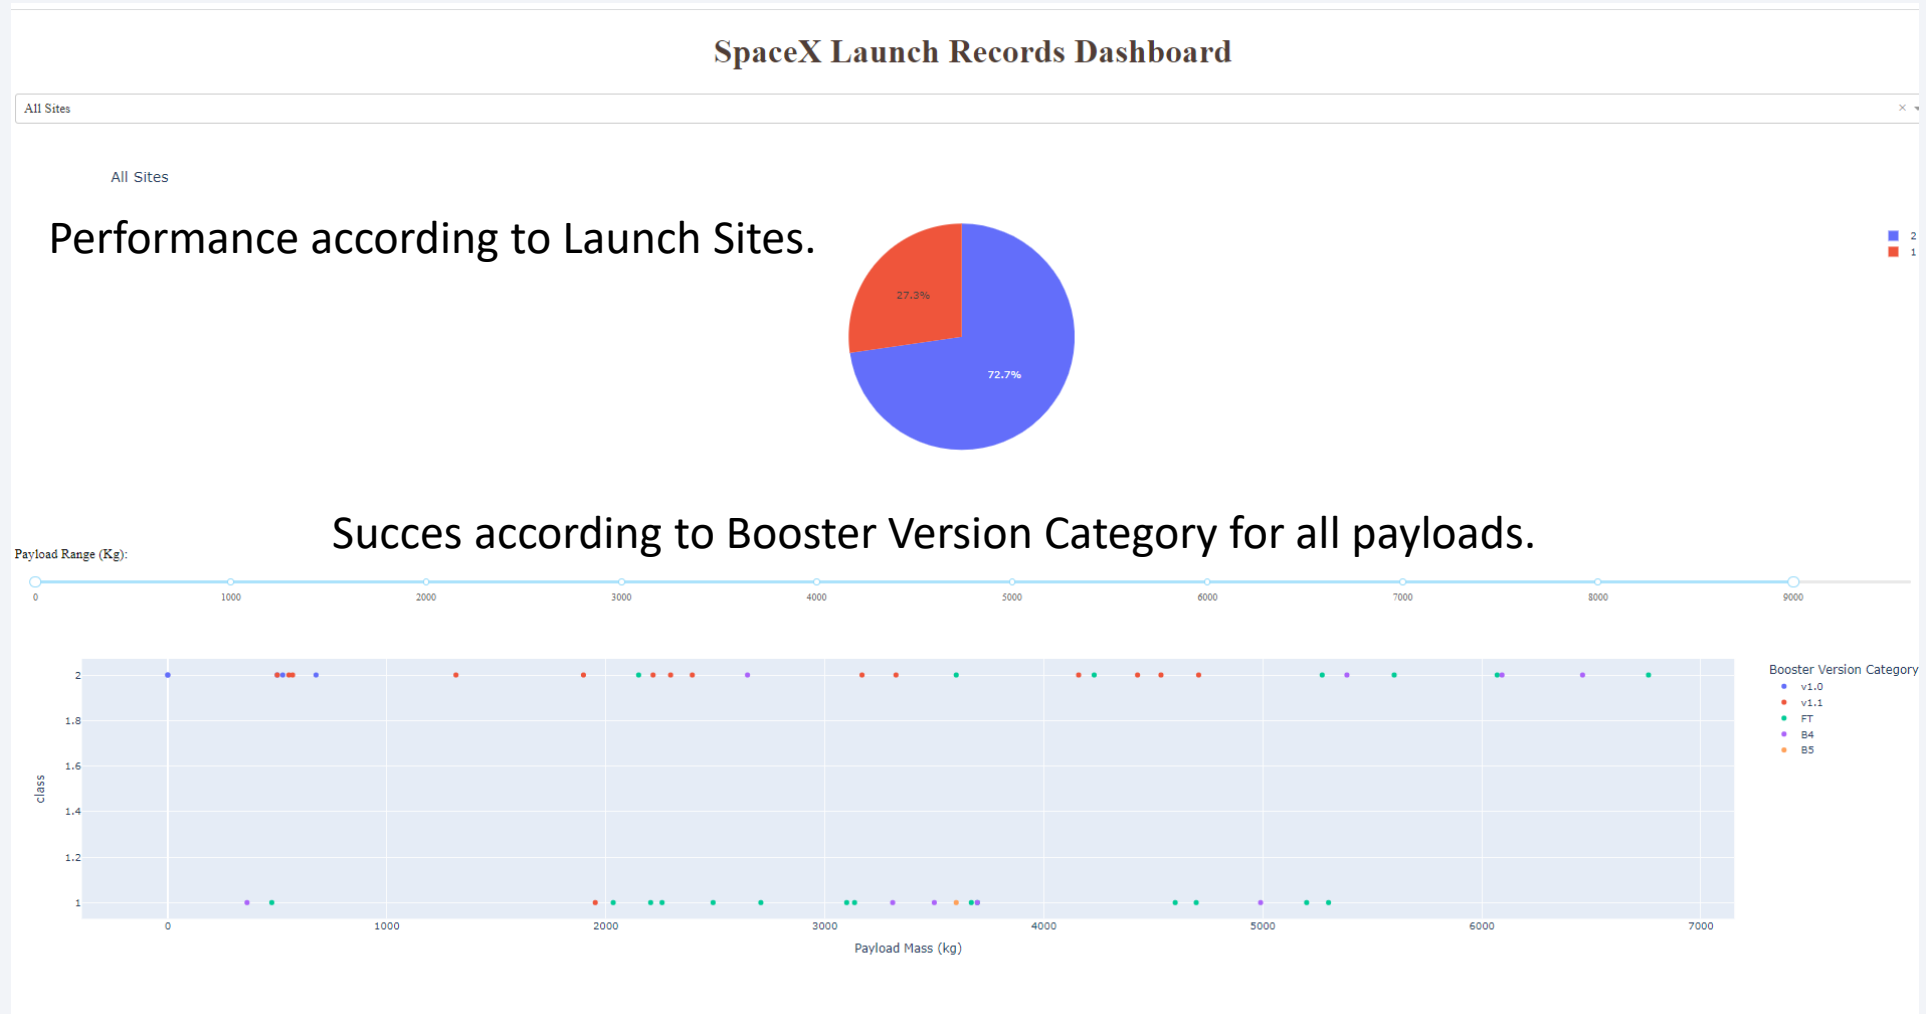 SpaceX Launch Records Dashboard
All Sites
×
All Sites
Performance according to Launch Sites.
2
1
27.3%
72.7%
Succes according to Booster Version Category for all payloads.
Payload Range (Kg):
0 1000 2000 3000 4000 5000 6000 7000 8000 9000
Booster Version Category
v1.0
v1.1
FT
B4
B5
2
1.8
1.6
1.4
1.2
1
class
0 1000 2000 3000 4000 5000 6000 7000
Payload Mass (kg)